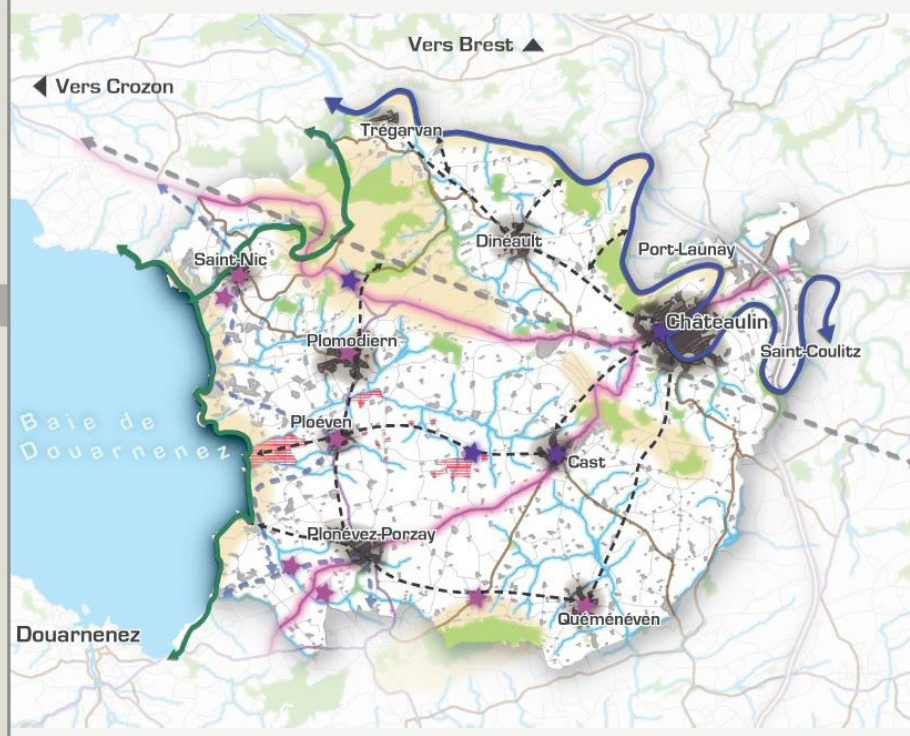 Vers Brest
Vers Crozon
Trégarvan
Dinéault
Port-Launay
Saint-Nic
Châteaulin
Plomodiern
Saint-Coulitz
Ploéven
Baie de
Douarnenez
Cast
Plonévez-Porzay
Quéménéven
Douarnenez